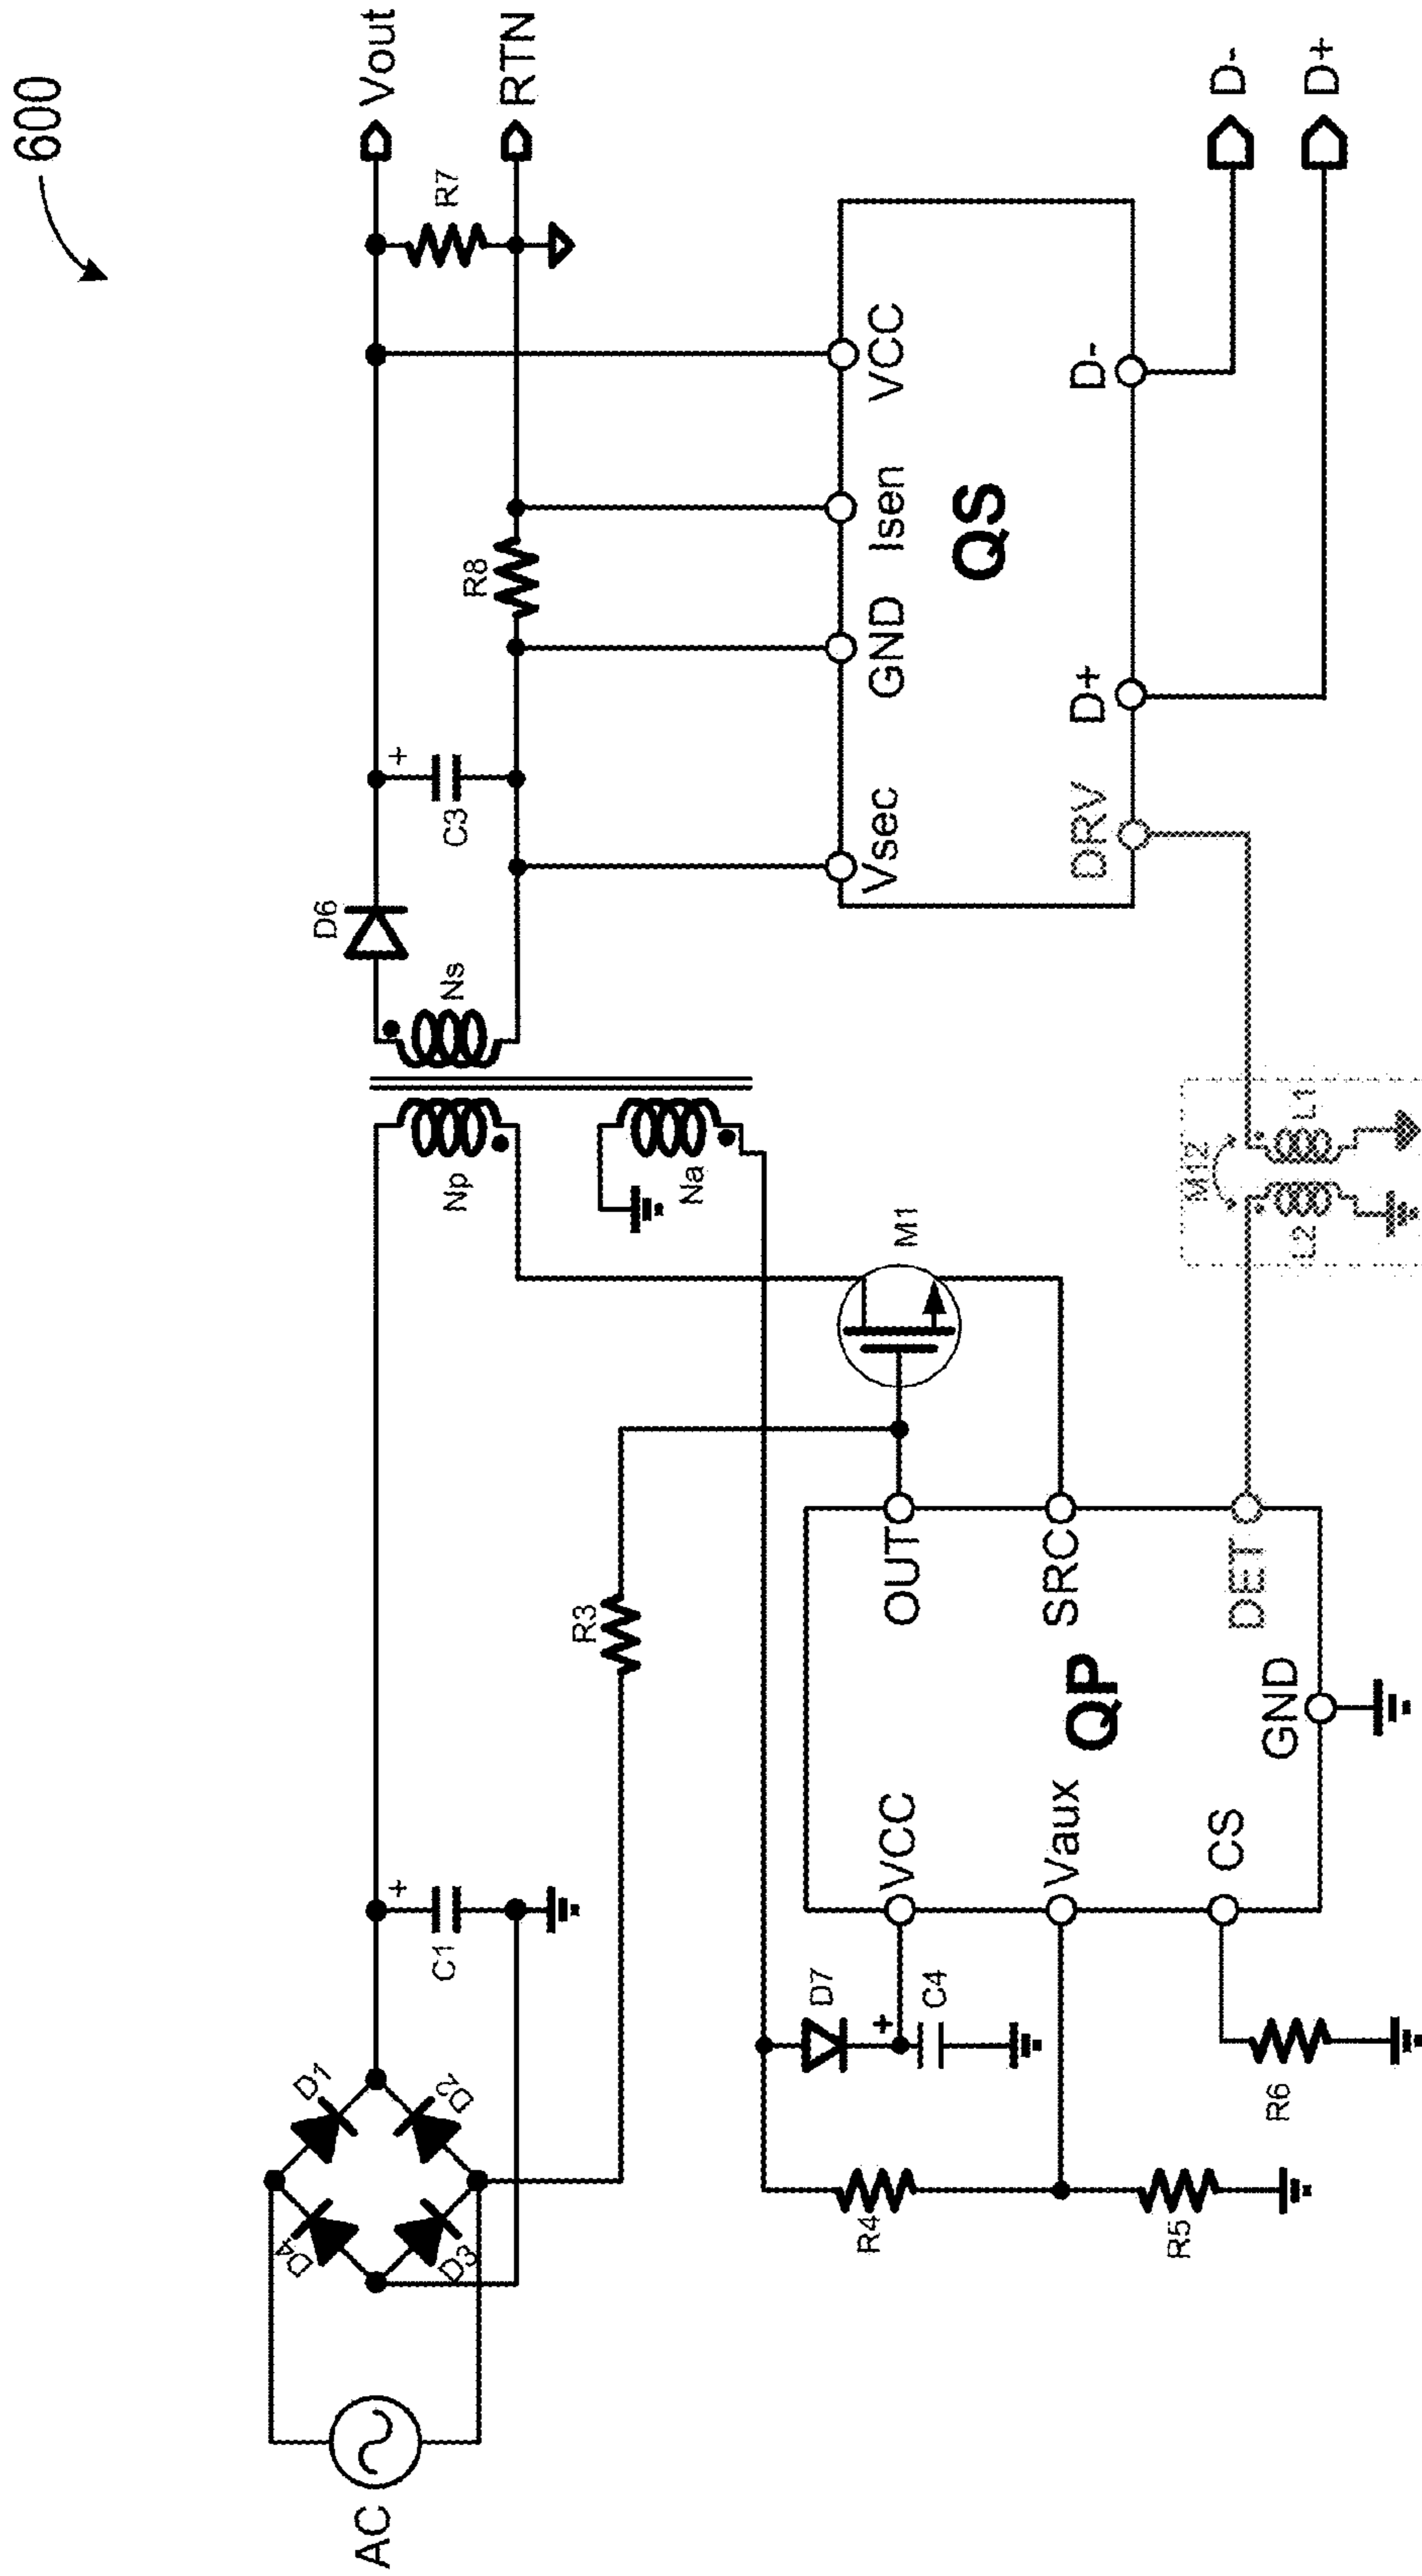 600
Vout
RTN
R7
R8
C3
D6
Ns
Np
Na
+
VCC
Isen
GND
Vsec
QS
D-
D+
DRV
D-
D+
M12
L1
L2
M1
R3
C1
+
D1
D2
D3
D4
AC
OUT
SRC
DET
QP
GND
VCC
Vaux
CS
D7
+
C4
R4
R5
R6